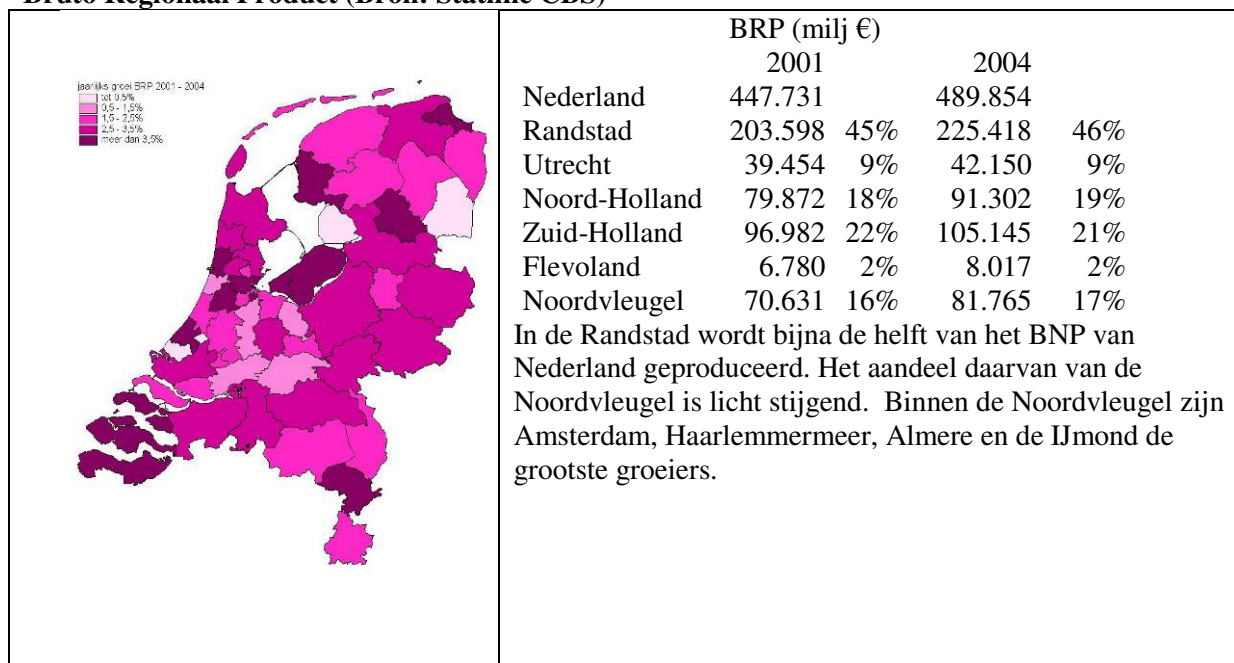 Bruto Regionaal Product (Bron: Statline CBS)
jaarlijks groei BRP 2001 - 2004
tot 0,5%
0,5 - 1,5%
1,5 - 2,5%
2,5 - 3,5%
meer dan 3,5%
BRP (milj €)
2001 2004
Nederland 447.731 489.854
Randstad 203.598 45% 225.418 46%
Utrecht 39.454 9% 42.150 9%
Noord-Holland 79.872 18% 91.302 19%
Zuid-Holland 96.982 22% 105.145 21%
Flevoland 6.780 2% 8.017 2%
Noordvleugel 70.631 16% 81.765 17%
In de Randstad wordt bijna de helft van het BNP van
Nederland geproduceerd. Het aandeel daarvan van de
Noordvleugel is licht stijgend. Binnen de Noordvleugel zijn
Amsterdam, Haarlemmermeer, Almere en de IJmond de
grootste groeiers.